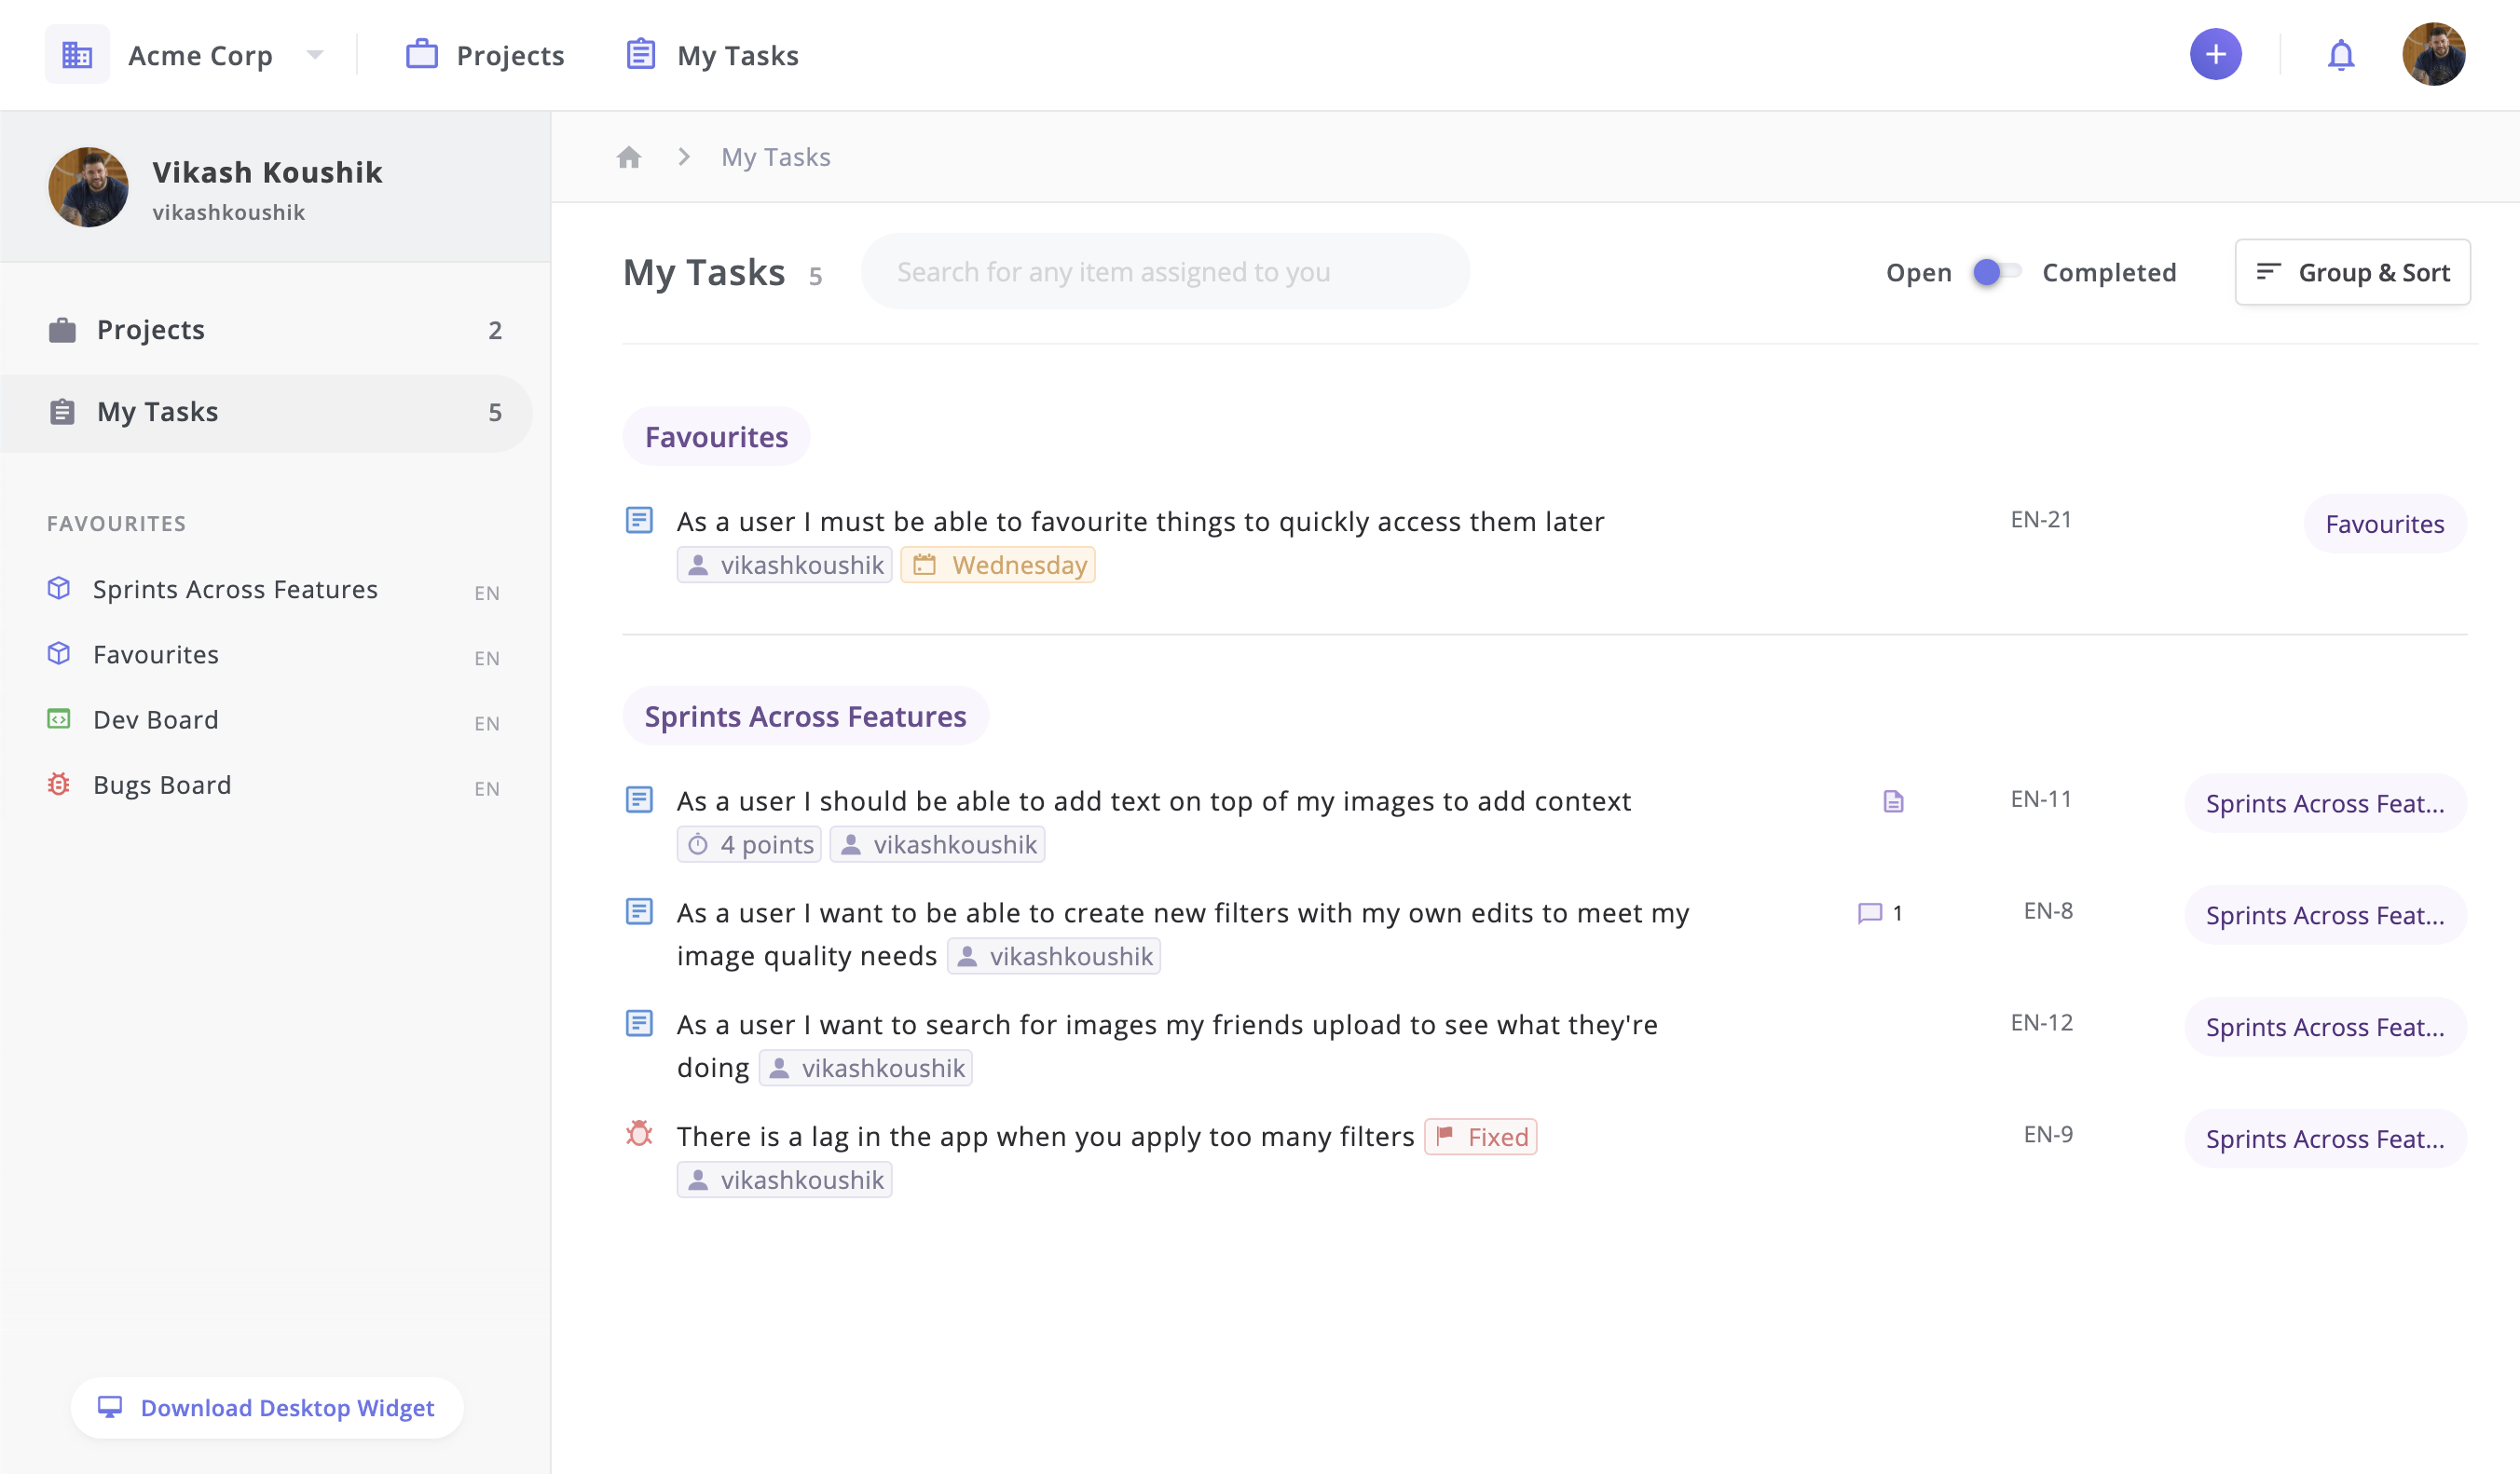 Acme Corp
Projects
My Tasks
Vikash Koushik
vikashkoushik
Projects 2
My Tasks 5
FAVOURITES
Sprints Across Features EN
Favourites EN
Dev Board EN
Bugs Board EN
Download Desktop Widget
My Tasks
My Tasks 5
Search for any item assigned to you
Open Completed
Group & Sort
Favourites
As a user I must be able to favourite things to quickly access them later EN-21 Favourites
vikashkoushik Wednesday
Sprints Across Features
As a user I should be able to add text on top of my images to add context EN-11 Sprints Across Feat...
4 points vikashkoushik
As a user I want to be able to create new filters with my own edits to meet my 1 EN-8 Sprints Across Feat...
image quality needs vikashkoushik
As a user I want to search for images my friends upload to see what they're EN-12 Sprints Across Feat...
doing vikashkoushik
There is a lag in the app when you apply too many filters Fixed EN-9 Sprints Across Feat...
vikashkoushik